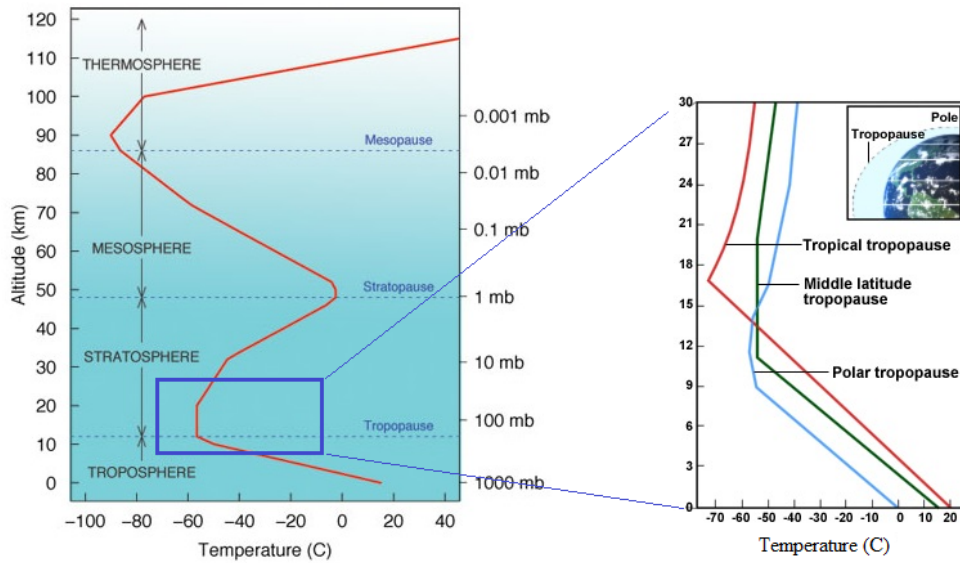 120
110
THERMOSPHERE
100
0.001 mb
90
Mesopause
80
0.01 mb
70
0.1 mb
60
MESOSPHERE
Altitude (km)
50
Stratopause
1 mb
40
STRATOSPHERE
30
10 mb
20
100 mb
Tropopause
10
TROPOSPHERE
0
1000 mb
−100 −80 −60 −40 −20 0 20 40
Temperature (C)
30
Pole
Tropopause
27
24
21
Tropical tropopause
18
Middle latitude
tropopause
15
12
Polar tropopause
9
6
3
0
-70 -60 -50 -40 -30 -20 -10 0 10 20
Temperature (C)